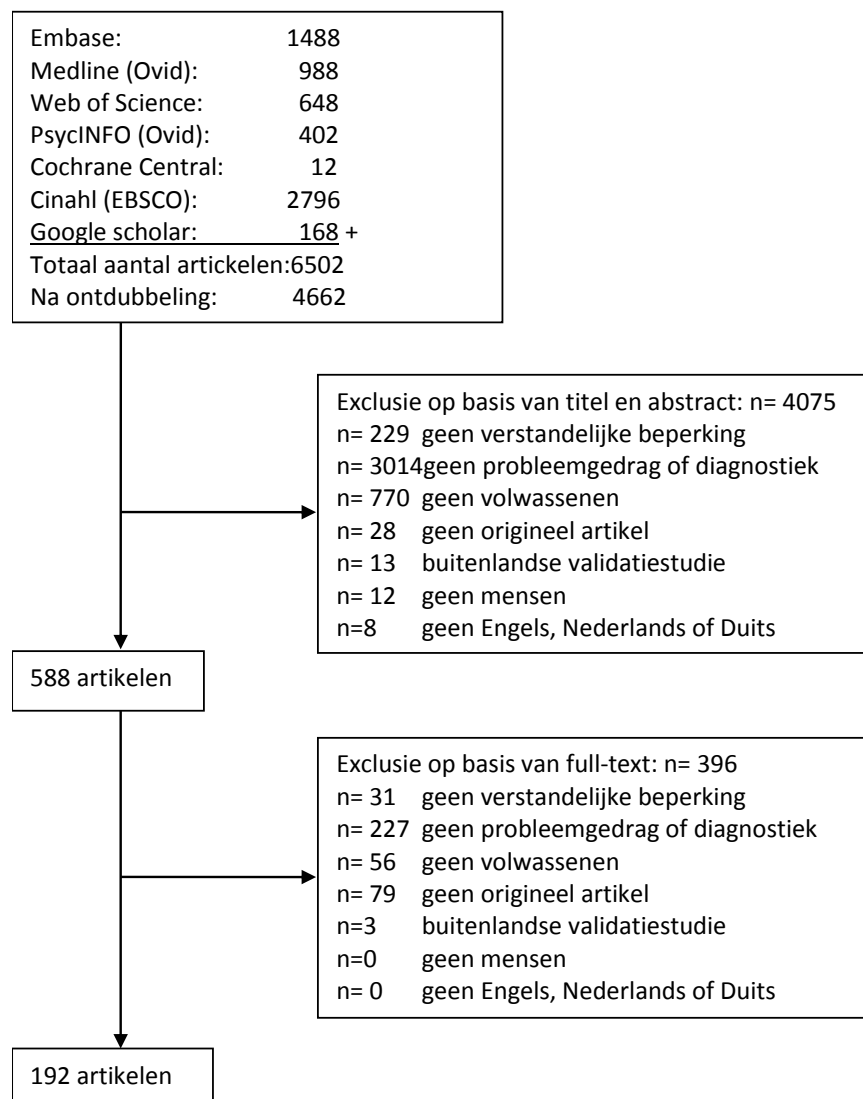 Embase: 1488
Medline (Ovid): 988
Web of Science: 648
PsycINFO (Ovid): 402
Cochrane Central: 12
Cinahl (EBSCO): 2796
Google scholar: 168 +
Totaal aantal artickelen:6502
Na ontdubbeling: 4662
Exclusie op basis van titel en abstract: n= 4075
n= 229 geen verstandelijke beperking
n= 3014geen probleemgedrag of diagnostiek
n= 770 geen volwassenen
n= 28 geen origineel artikel
n= 13 buitenlandse validatiestudie
n= 12 geen mensen
n=8 geen Engels, Nederlands of Duits
588 artikelen
Exclusie op basis van full-text: n= 396
n= 31 geen verstandelijke beperking
n= 227 geen probleemgedrag of diagnostiek
n= 56 geen volwassenen
n= 79 geen origineel artikel
n=3 buitenlandse validatiestudie
n=0 geen mensen
n= 0 geen Engels, Nederlands of Duits
192 artikelen